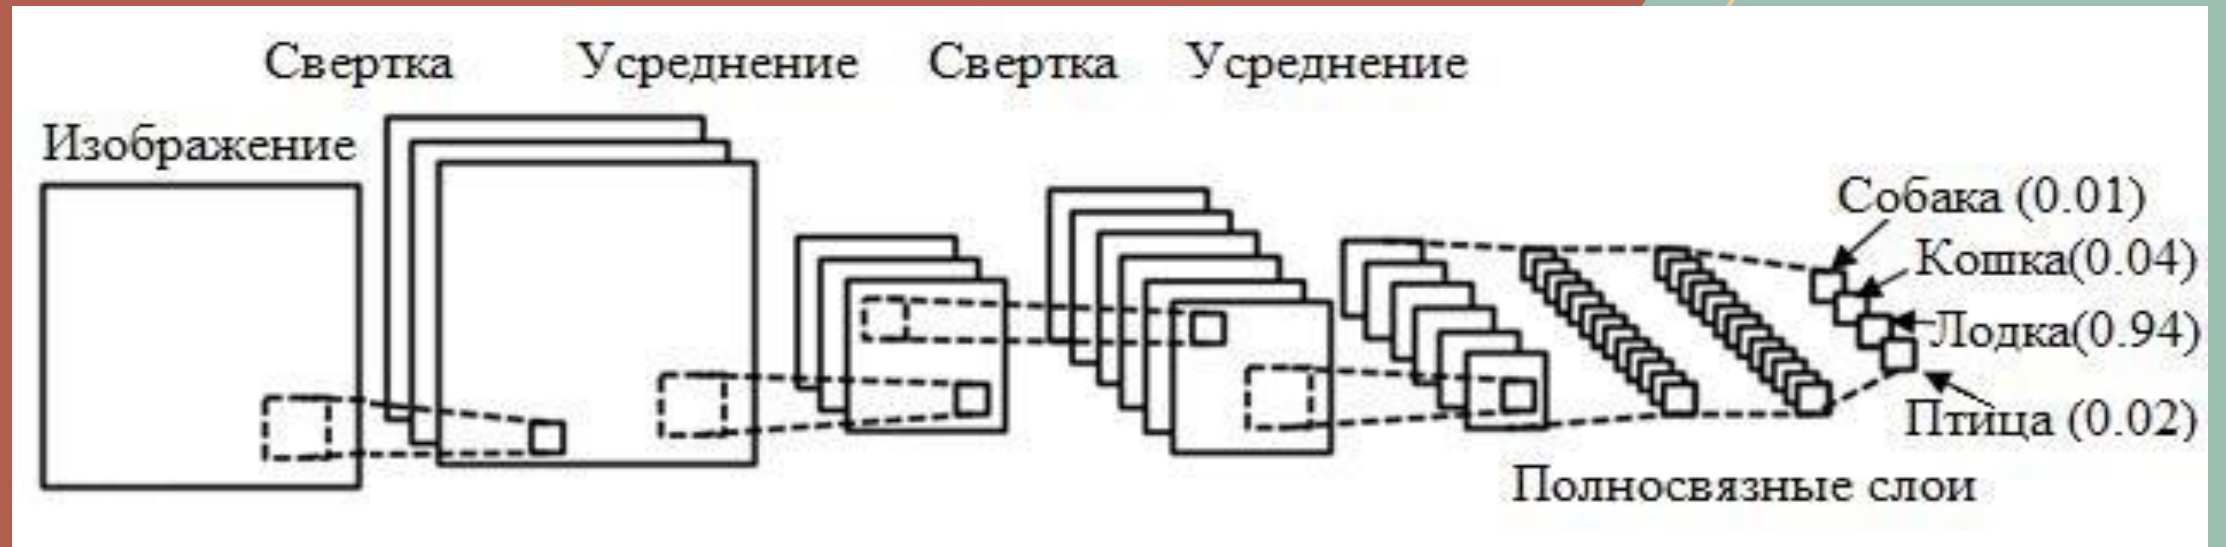 Свертка Усреднение Свертка Усреднение
Изображение
Собака (0.01)
Кошка(0.04)
Лодка(0.94)
Птица (0.02)
Полносвязные слои